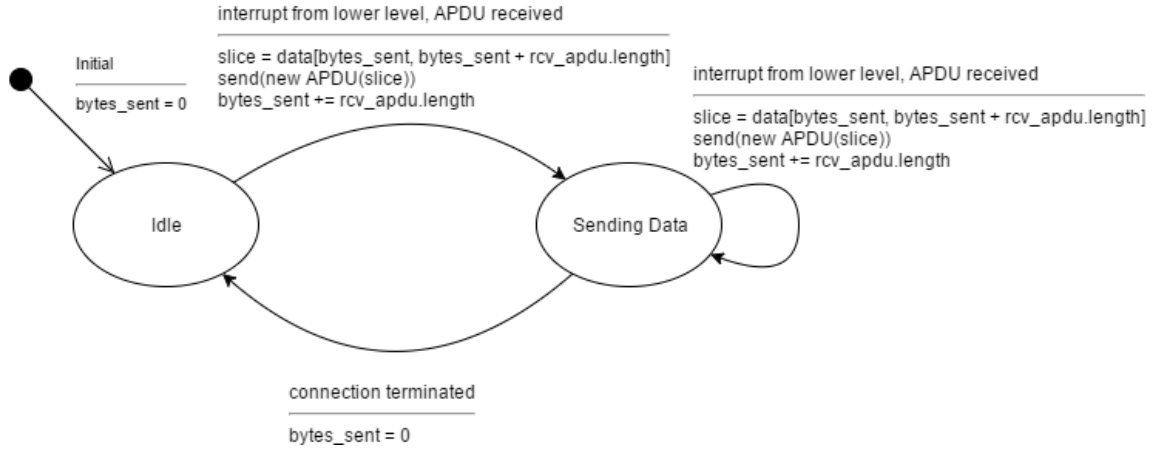 interrupt from lower level, APDU received
slice = data[bytes_sent, bytes_sent + rcv_apdu.length]
send(new APDU(slice))
bytes_sent += rcv_apdu.length
Initial
bytes_sent = 0
interrupt from lower level, APDU received
slice = data[bytes_sent, bytes_sent + rcv_apdu.length]
send(new APDU(slice))
bytes_sent += rcv_apdu.length
Idle
Sending Data
connection terminated
bytes_sent = 0